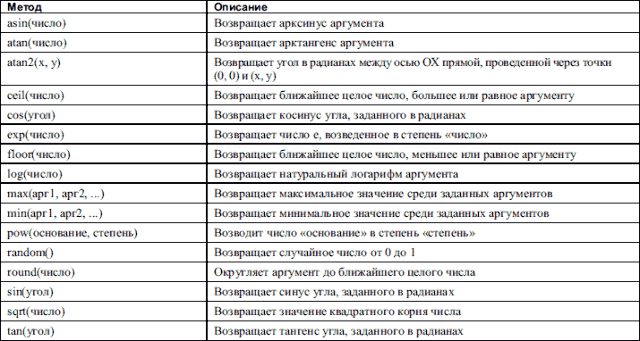 Метод Описание
asin(число) Возвращает арксинус аргумента
atan(число) Возвращает арктангенс аргумента
atan2(x, y) Возвращает угол в радианах между осью OX прямой, проведенной через точки
(0, 0) и (x, y)
ceil(число) Возвращает ближайшее целое число, большее или равное аргументу
cos(угол) Возвращает косинус угла, заданного в радианах
exp(число) Возвращает число e, возведенное в степень «число»
floor(число) Возвращает ближайшее целое число, меньшее или равное аргументу
log(число) Возвращает натуральный логарифм аргумента
max(арг1, арг2, ...) Возвращает максимальное значение среди заданных аргументов
min(арг1, арг2, ...) Возвращает минимальное значение среди заданных аргументов
pow(основание, степень) Возводит число «основание» в степень «степень»
random() Возвращает случайное число от 0 до 1
round(число) Округляет аргумент до ближайшего целого числа
sin(угол) Возвращает синус угла, заданного в радианах
sqrt(число) Возвращает значение квадратного корня числа
tan(угол) Возвращает тангенс угла, заданного в радианах